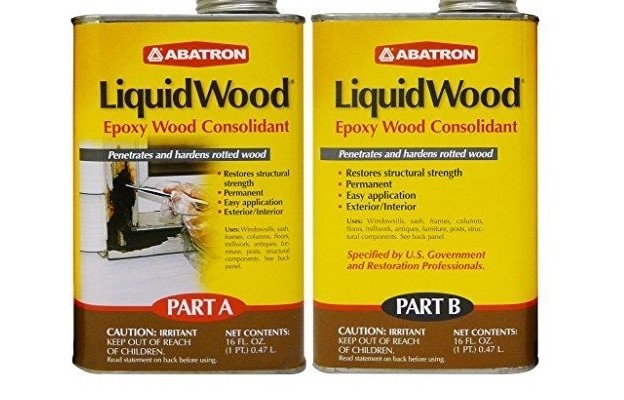 ABATRON
LiquidWood®
Epoxy Wood Consolidant
Penetrates and hardens rotted wood
• Restores structural
strength
• Permanent
• Easy application
• Exterior/Interior
Uses: Windowsills, sash,
frames, columns, floors,
millwork, antiques, fur-
niture, posts, structural
components. See back
panel.
PART A
CAUTION: IRRITANT
KEEP OUT OF REACH
OF CHILDREN.
Read statement on back before using.
NET CONTENTS:
16 FL. OZ.
(1 PT.) 0.47 L.
ABATRON
LiquidWood®
Epoxy Wood Consolidant
Penetrates and hardens rotted wood
• Restores structural strength
• Permanent
• Easy application
• Exterior/Interior
Uses: Windowsills, sash, frames, columns,
floors, millwork, antiques, furniture, posts, struc-
tural components. See back panel.
Specified by U.S. Government
and Restoration Professionals.
PART B
CAUTION: IRRITANT
KEEP OUT OF REACH
OF CHILDREN.
Read statement on back before using.
NET CONTENTS:
16 FL. OZ.
(1 PT.) 0.47 L.